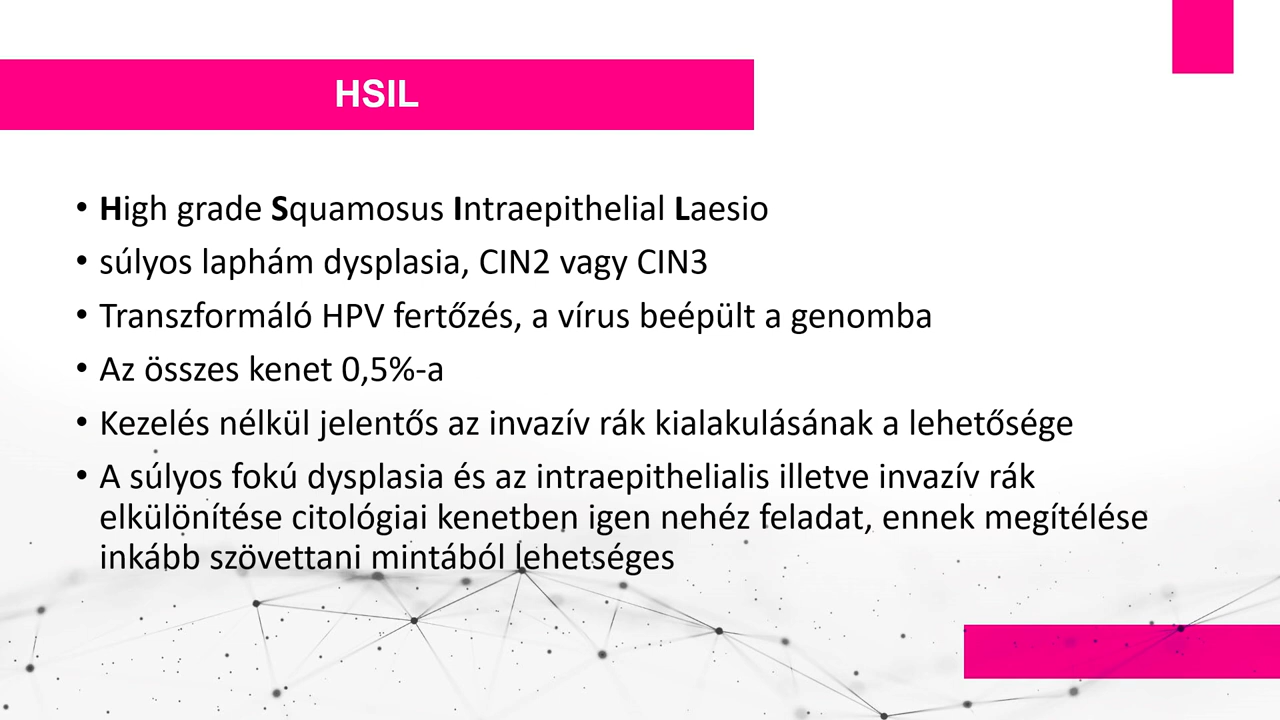 HSIL
• High grade Squamosus Intraepithelial Laesio
• súlyos laphám dysplasia, CIN2 vagy CIN3
• Transzformáló HPV fertőzés, a vírus beépült a genomba
• Az összes kenet 0,5%-a
• Kezelés nélkül jelentős az invazív rák kialakulásának a lehetősége
• A súlyos fokú dysplasia és az intraepithelialis illetve invazív rák
elkülönítése citológiai kenetben igen nehéz feladat, ennek megítélése
inkább szövettani mintából lehetséges